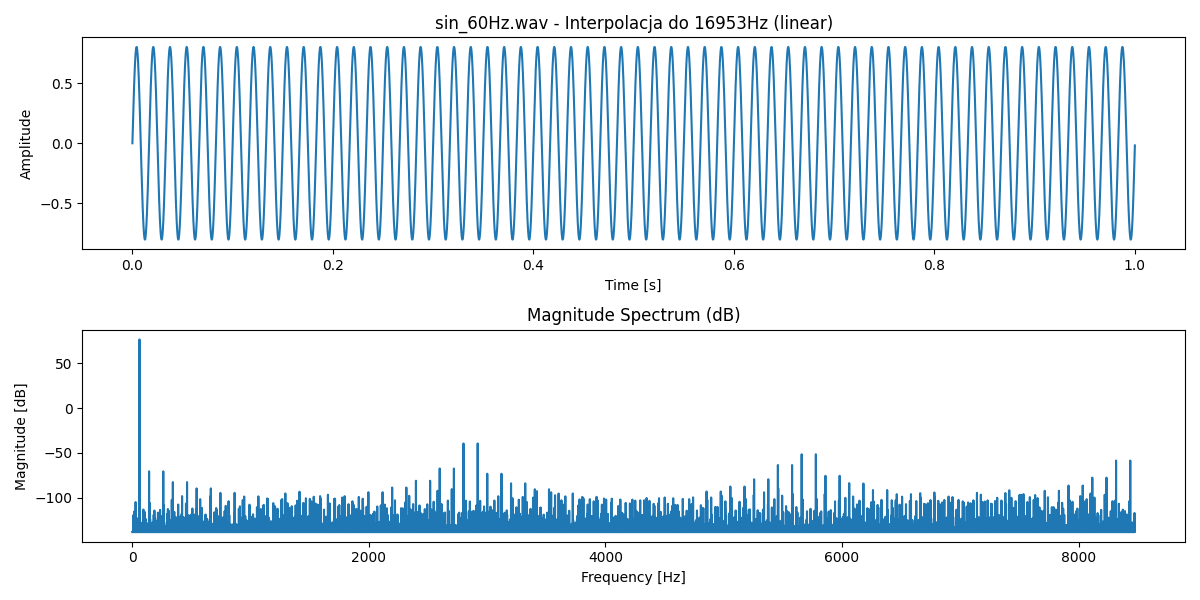 sin_60Hz.wav - Interpolacja do 16953Hz (linear)
Amplitude
0.5
0.0
−0.5
0.0 0.2 0.4 0.6 0.8 1.0
Time [s]
Magnitude Spectrum (dB)
Magnitude [dB]
50
0
−50
−100
0 2000 4000 6000 8000
Frequency [Hz]